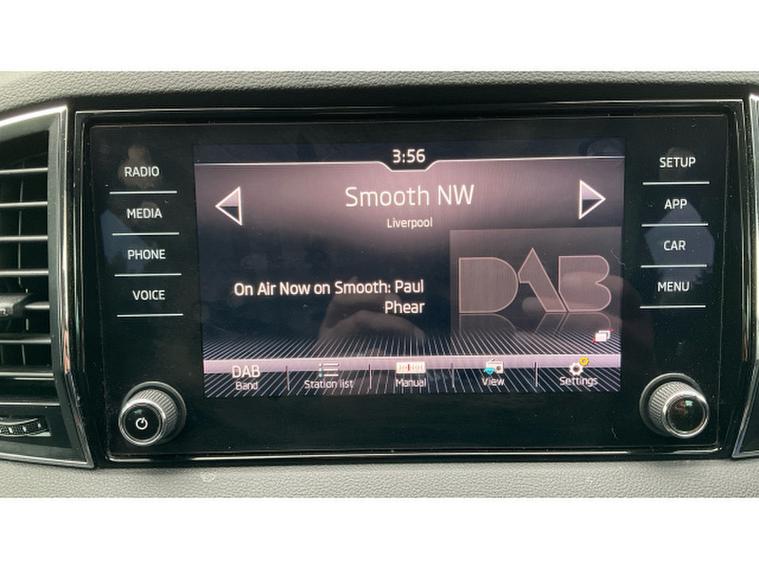 3:56
RADIO
MEDIA
PHONE
VOICE
Smooth NW
Liverpool
On Air Now on Smooth: Paul
Phear
DAB
DAB
Band
Station list
Manual
View
Settings
SETUP
APP
CAR
MENU